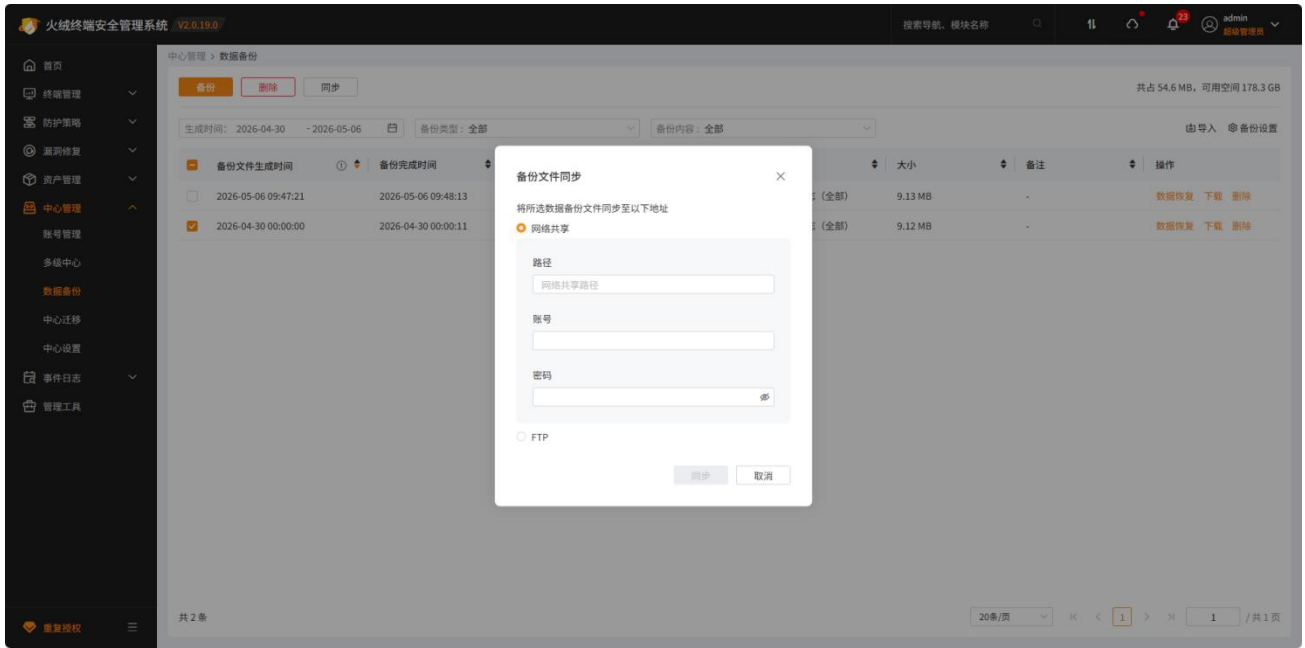 火绒终端安全管理系统 V2.0.19.0 搜索导航、模块名称 23 admin 超级管理员
中心管理 > 数据备份
首页
终端管理
防护策略
漏洞修复
资产管理
中心管理
账号管理
多级中心
数据备份
中心迁移
中心设置
事件日志
管理工具
重复授权
备份 删除 同步 共占 54.6 MB，可用空间 178.3 GB
生成时间： 2026-04-30 - 2026-05-06 备份类型：全部 备份内容：全部 导入 备份设置
备份文件生成时间 备份完成时间 大小 备注 操作
2026-05-06 09:47:21 2026-05-06 09:48:13 （全部） 9.13 MB - 数据恢复 下载 删除
2026-04-30 00:00:00 2026-04-30 00:00:11 （全部） 9.12 MB - 数据恢复 下载 删除
备份文件同步
将所选数据备份文件同步至以下地址
网络共享
路径
网络共享路径
账号
密码
FTP
同步 取消
共 2 条 20条/页 1 1 / 共 1 页